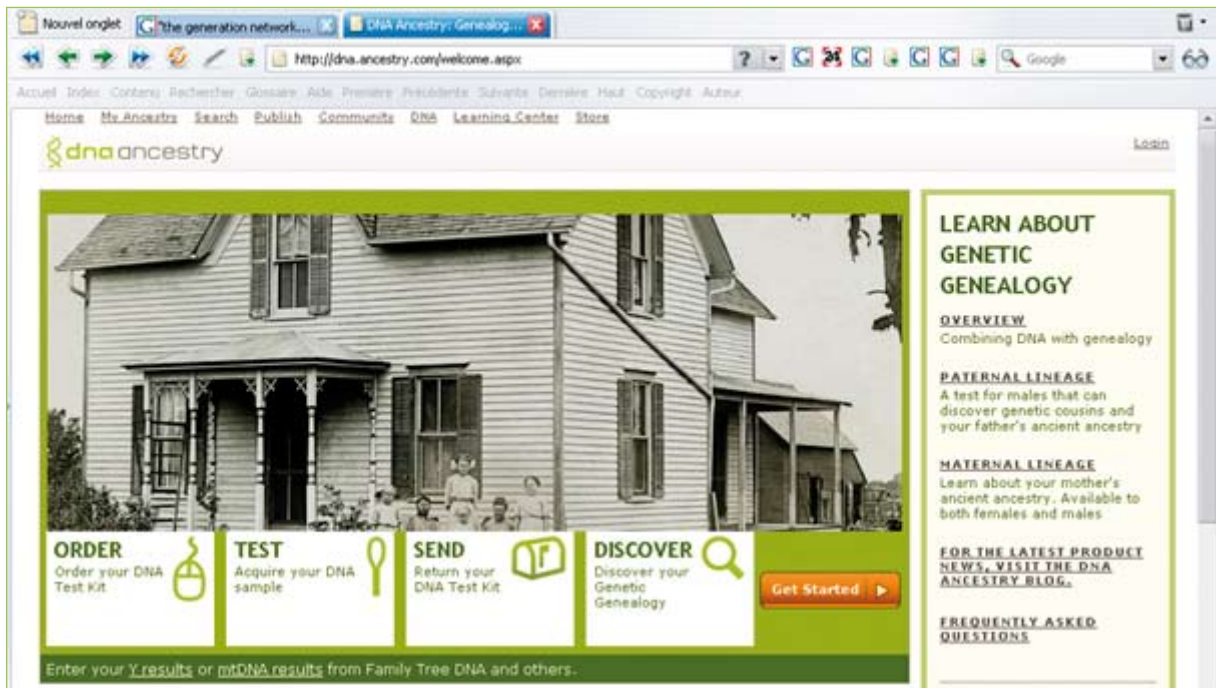 Nouvel onglet "the generation network... DNA Ancestry: Genealog...
http://dna.ancestry.com/welcome.aspx ? Google
Accueil Index Contenu Rechercher Glossaire Aide Première Précédente Suivante Dernière Haut Copyright Auteur
Home My Ancestry Search Publish Community DNA Learning Center Store
dna ancestry
Login
LEARN ABOUT
GENETIC
GENEALOGY
OVERVIEW
Combining DNA with genealogy
PATERNAL LINEAGE
A test for males that can
discover genetic cousins and
your father's ancient ancestry
MATERNAL LINEAGE
Learn about your mother's
ancient ancestry. Available to
both females and males
FOR THE LATEST PRODUCT
NEWS, VISIT THE DNA
ANCESTRY BLOG.
FREQUENTLY ASKED
QUESTIONS
ORDER
Order your DNA
Test Kit
TEST
Acquire your DNA
sample
SEND
Return your
DNA Test Kit
DISCOVER
Discover your
Genetic
Genealogy
Get Started
Enter your Y results or mtDNA results from Family Tree DNA and others.